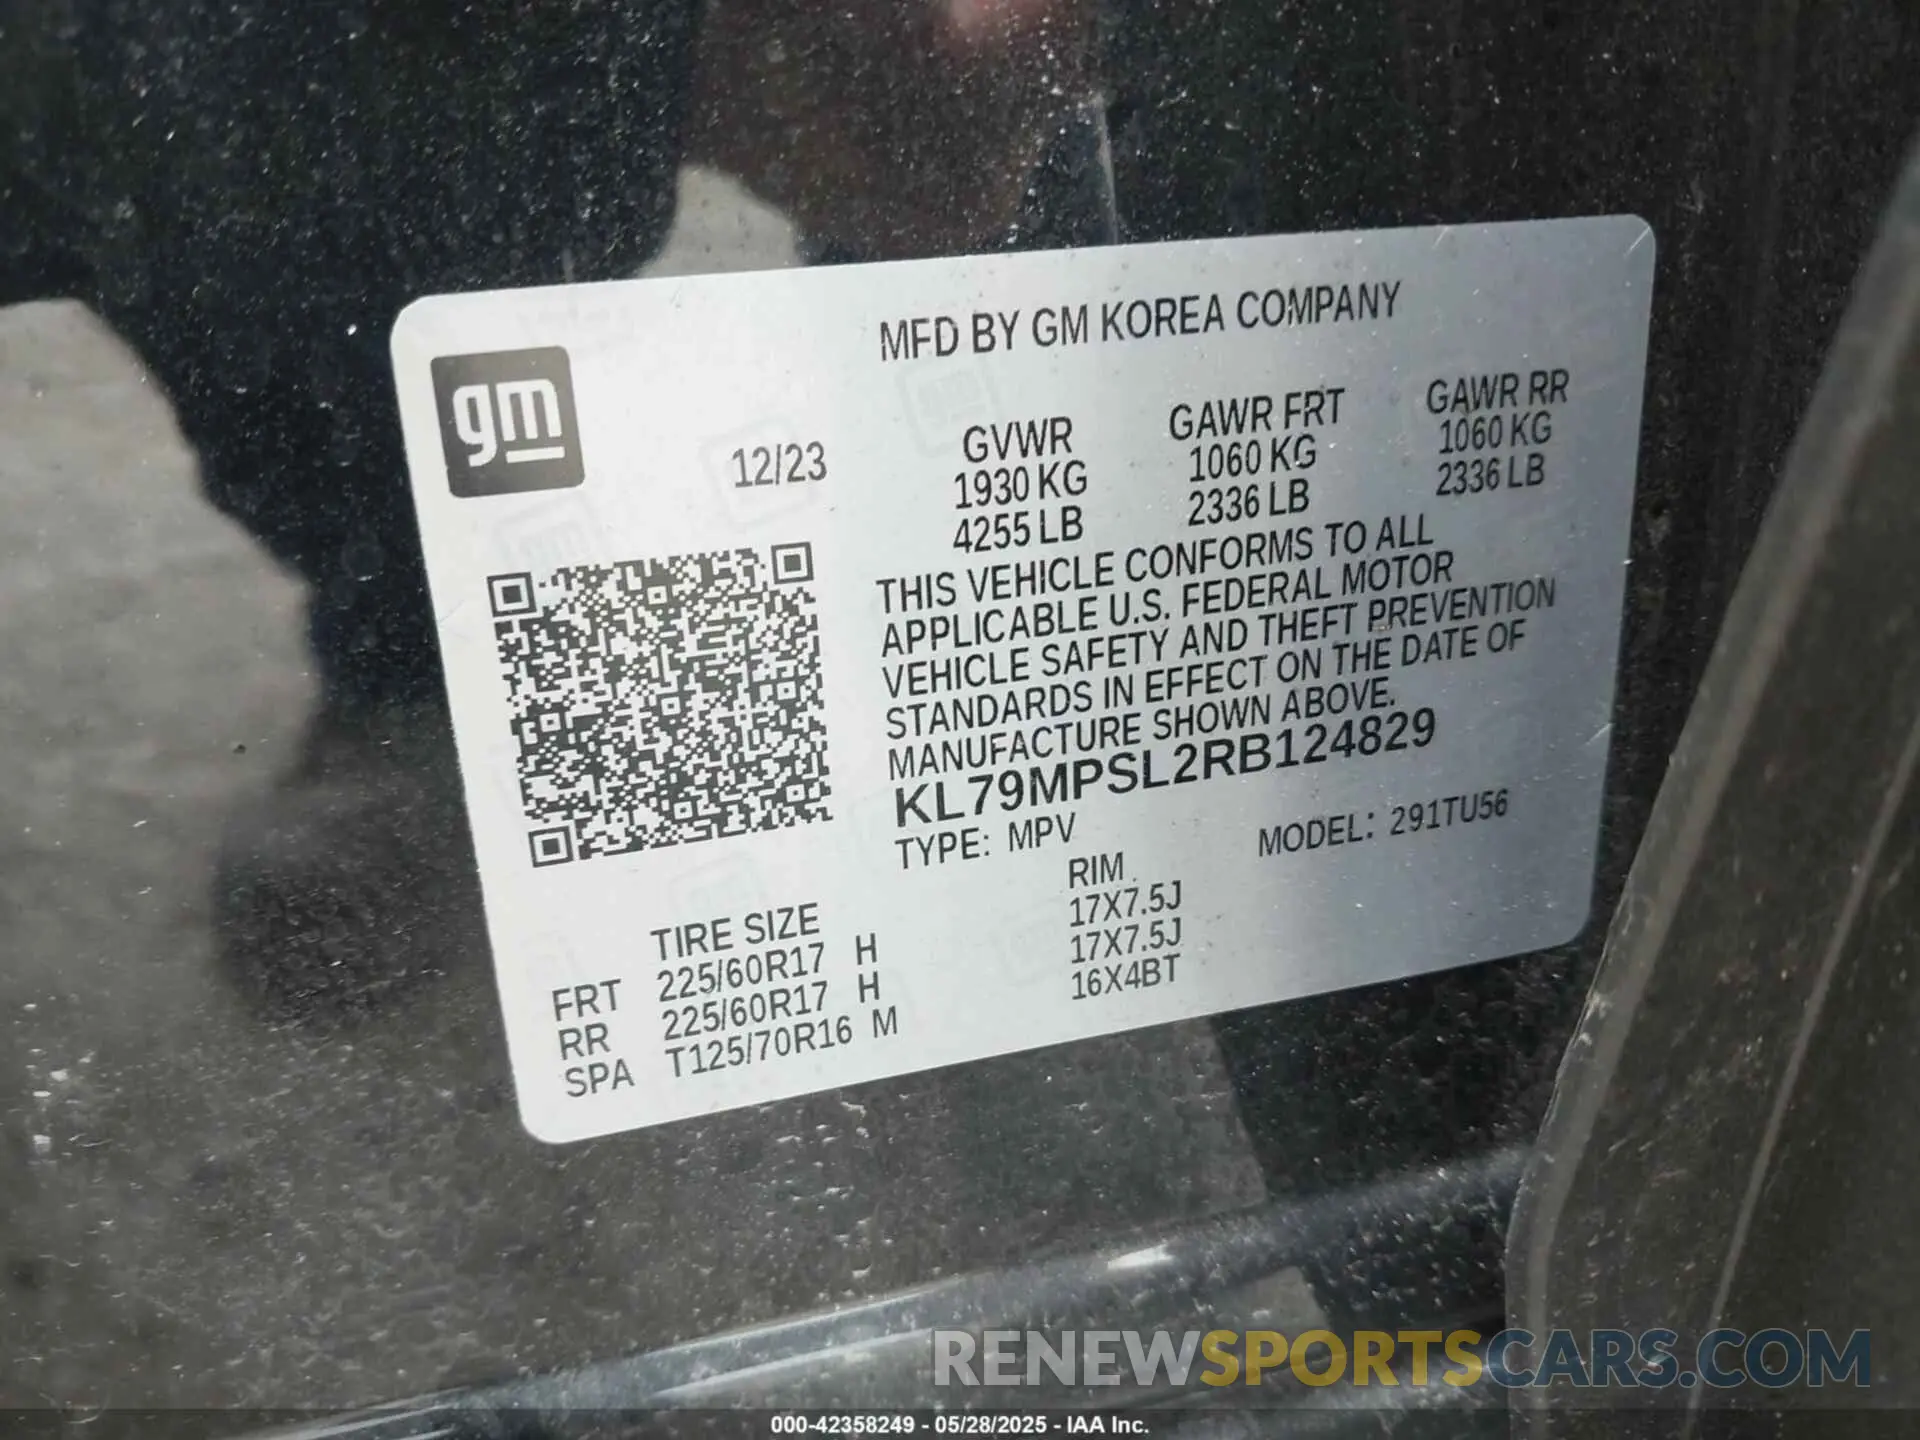 MFD BY GM KOREA COMPANY
gm
12/23
GVWR GAWR FRT GAWR RR
1930 KG 1060 KG 1060 KG
4255 LB 2336 LB 2336 LB
THIS VEHICLE CONFORMS TO ALL
APPLICABLE U.S. FEDERAL MOTOR
VEHICLE SAFETY AND THEFT PREVENTION
STANDARDS IN EFFECT ON THE DATE OF
MANUFACTURE SHOWN ABOVE.
KL79MPSL2RB124829
TYPE: MPV MODEL: 291TU56
TIRE SIZE RIM
FRT 225/60R17 H 17X7.5J
RR 225/60R17 H 17X7.5J
SPA T125/70R16 M 16X4BT
RENEWSPORTSCARS.COM
000-42358249 - 05/28/2025 - IAA Inc.